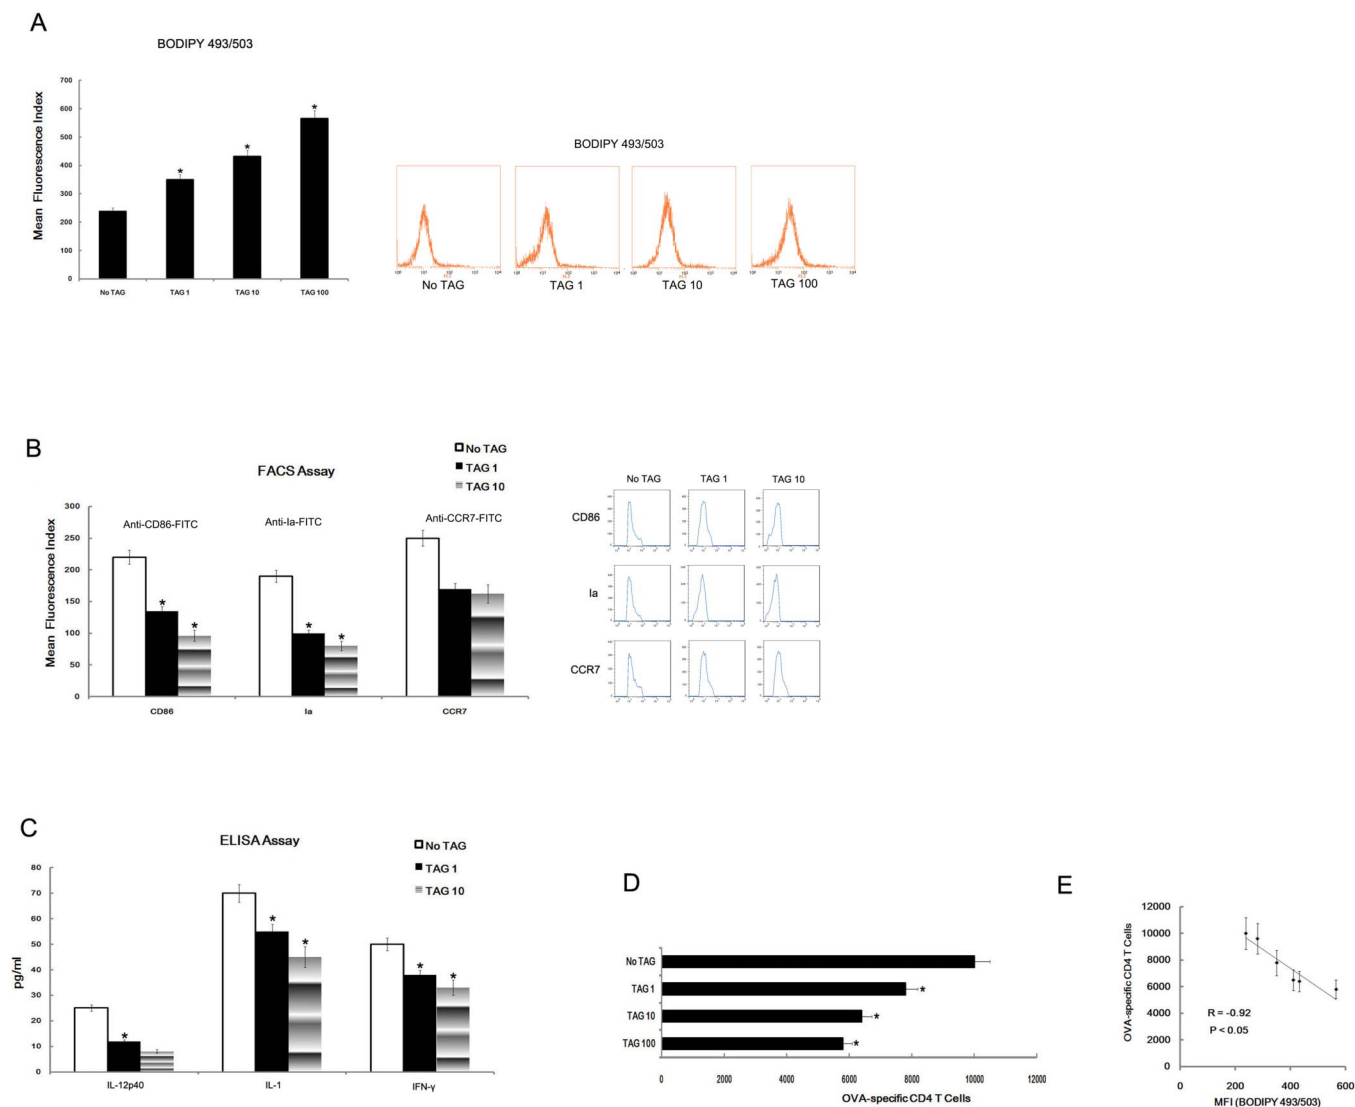 A
BODIPY 493/503
Mean Fluorescence Index
700
600
500
400
300
200
100
0
*
*
*
No TAG
TAG 1
TAG 10
TAG 100
BODIPY 493/503
No TAG
TAG 1
TAG 10
TAG 100
B
FACS Assay
No TAG
TAG 1
TAG 10
Mean Fluorescence Index
300
250
200
150
100
50
0
Anti-CD86-FITC
Anti-Ia-FITC
Anti-CCR7-FITC
*
*
*
*
CD86
Ia
CCR7
No TAG
TAG 1
TAG 10
CD86
Ia
CCR7
C
ELISA Assay
No TAG
TAG 1
TAG 10
pg/ml
80
70
60
50
40
30
20
10
0
*
*
*
*
*
IL-12p40
IL-1
IFN-γ
D
No TAG
TAG 1
*
TAG 10
*
TAG 100
*
0
2000
4000
6000
8000
10000
12000
OVA-specific CD4 T Cells
E
OVA-specific CD4 T Cells
12000
10000
8000
6000
4000
2000
0
R = -0.92
P < 0.05
0
200
400
600
MFI (BODIPY 493/503)